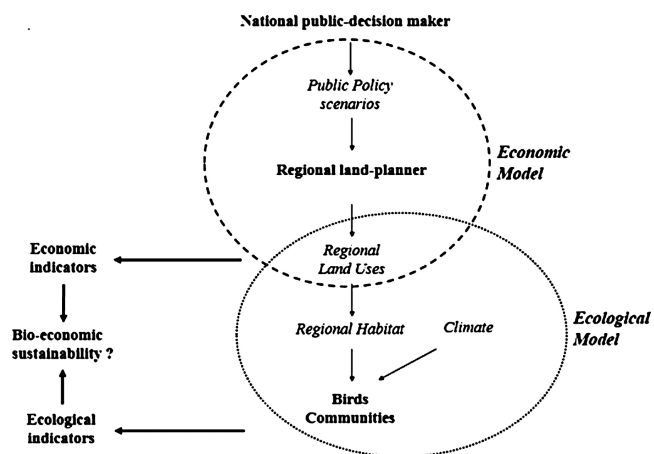 National public-decision maker
Public Policy
scenarios
Economic
Model
Regional land-planner
Economic
indicators
Regional
Land Uses
Bio-economic
sustainability ?
Regional Habitat
Climate
Ecological
Model
Birds
Communities
Ecological
indicators